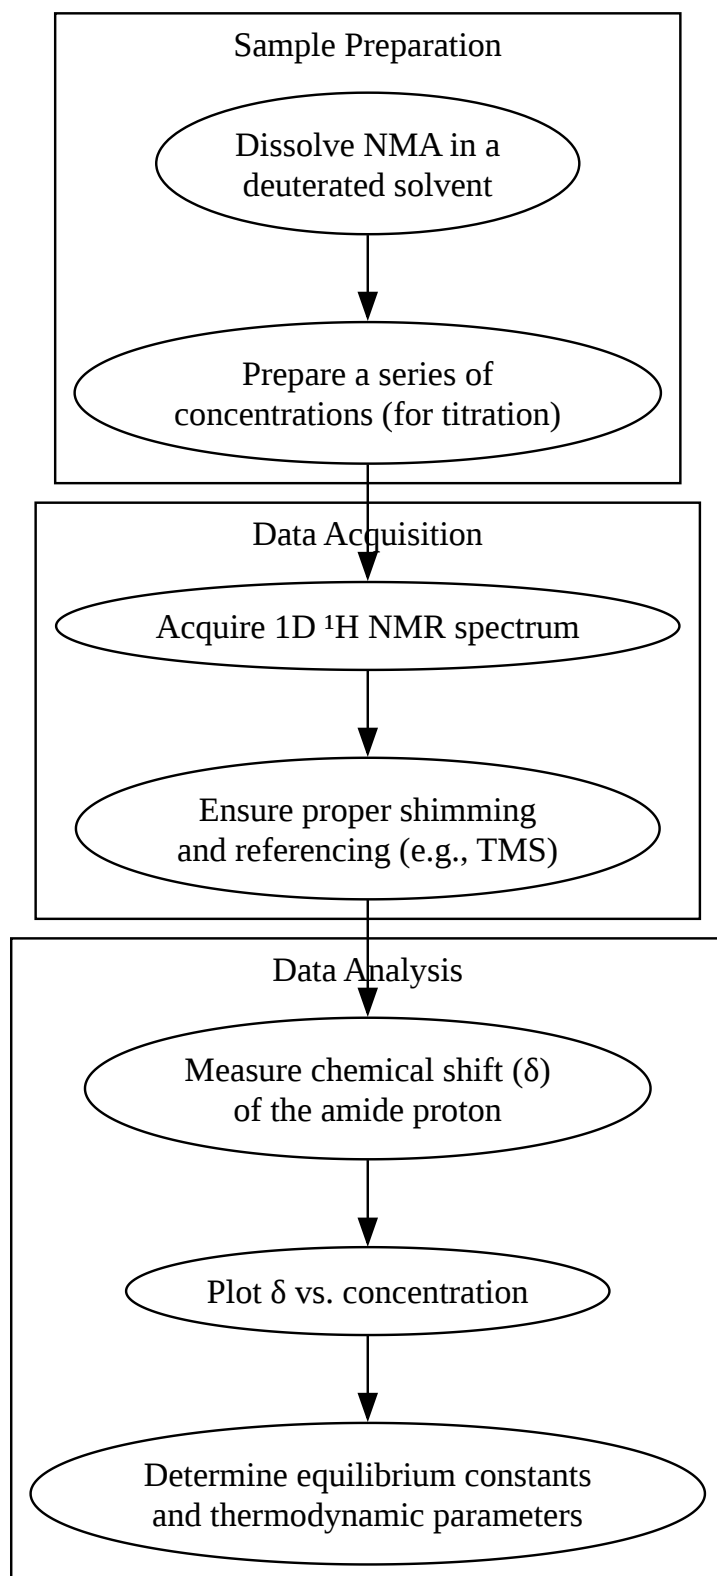 Sample Preparation
Dissolve NMA in a
deuterated solvent
Prepare a series of
concentrations (for titration)
Data Acquisition
Acquire 1D ¹H NMR spectrum
Ensure proper shimming
and referencing (e.g., TMS)
Data Analysis
Measure chemical shift (δ)
of the amide proton
Plot δ vs. concentration
Determine equilibrium constants
and thermodynamic parameters